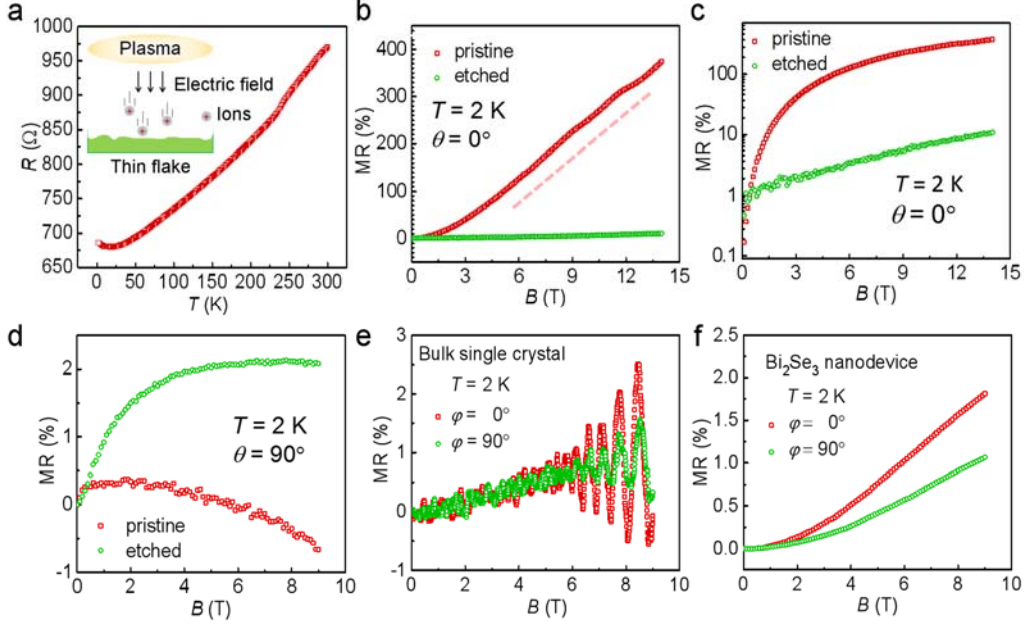 a
1000
950
900
850
800
750
700
650
R (Ω)
Plasma
Electric field
Ions
Thin flake
0 50 100 150 200 250 300
T (K)
b
400
300
200
100
0
MR (%)
pristine
etched
T = 2 K
θ = 0°
0 3 6 9 12 15
B (T)
c
100
10
1
0.1
MR (%)
pristine
etched
T = 2 K
θ = 0°
0 3 6 9 12 15
B (T)
d
2
1
0
-1
MR (%)
T = 2 K
θ = 90°
pristine
etched
0 2 4 6 8 10
B (T)
e
3
2
1
0
-1
MR (%)
Bulk single crystal
T = 2 K
φ = 0°
φ = 90°
0 2 4 6 8 10
B (T)
f
2.5
2.0
1.5
1.0
0.5
0.0
MR (%)
Bi₂Se₃ nanodevice
T = 2 K
φ = 0°
φ = 90°
0 2 4 6 8 10
B (T)